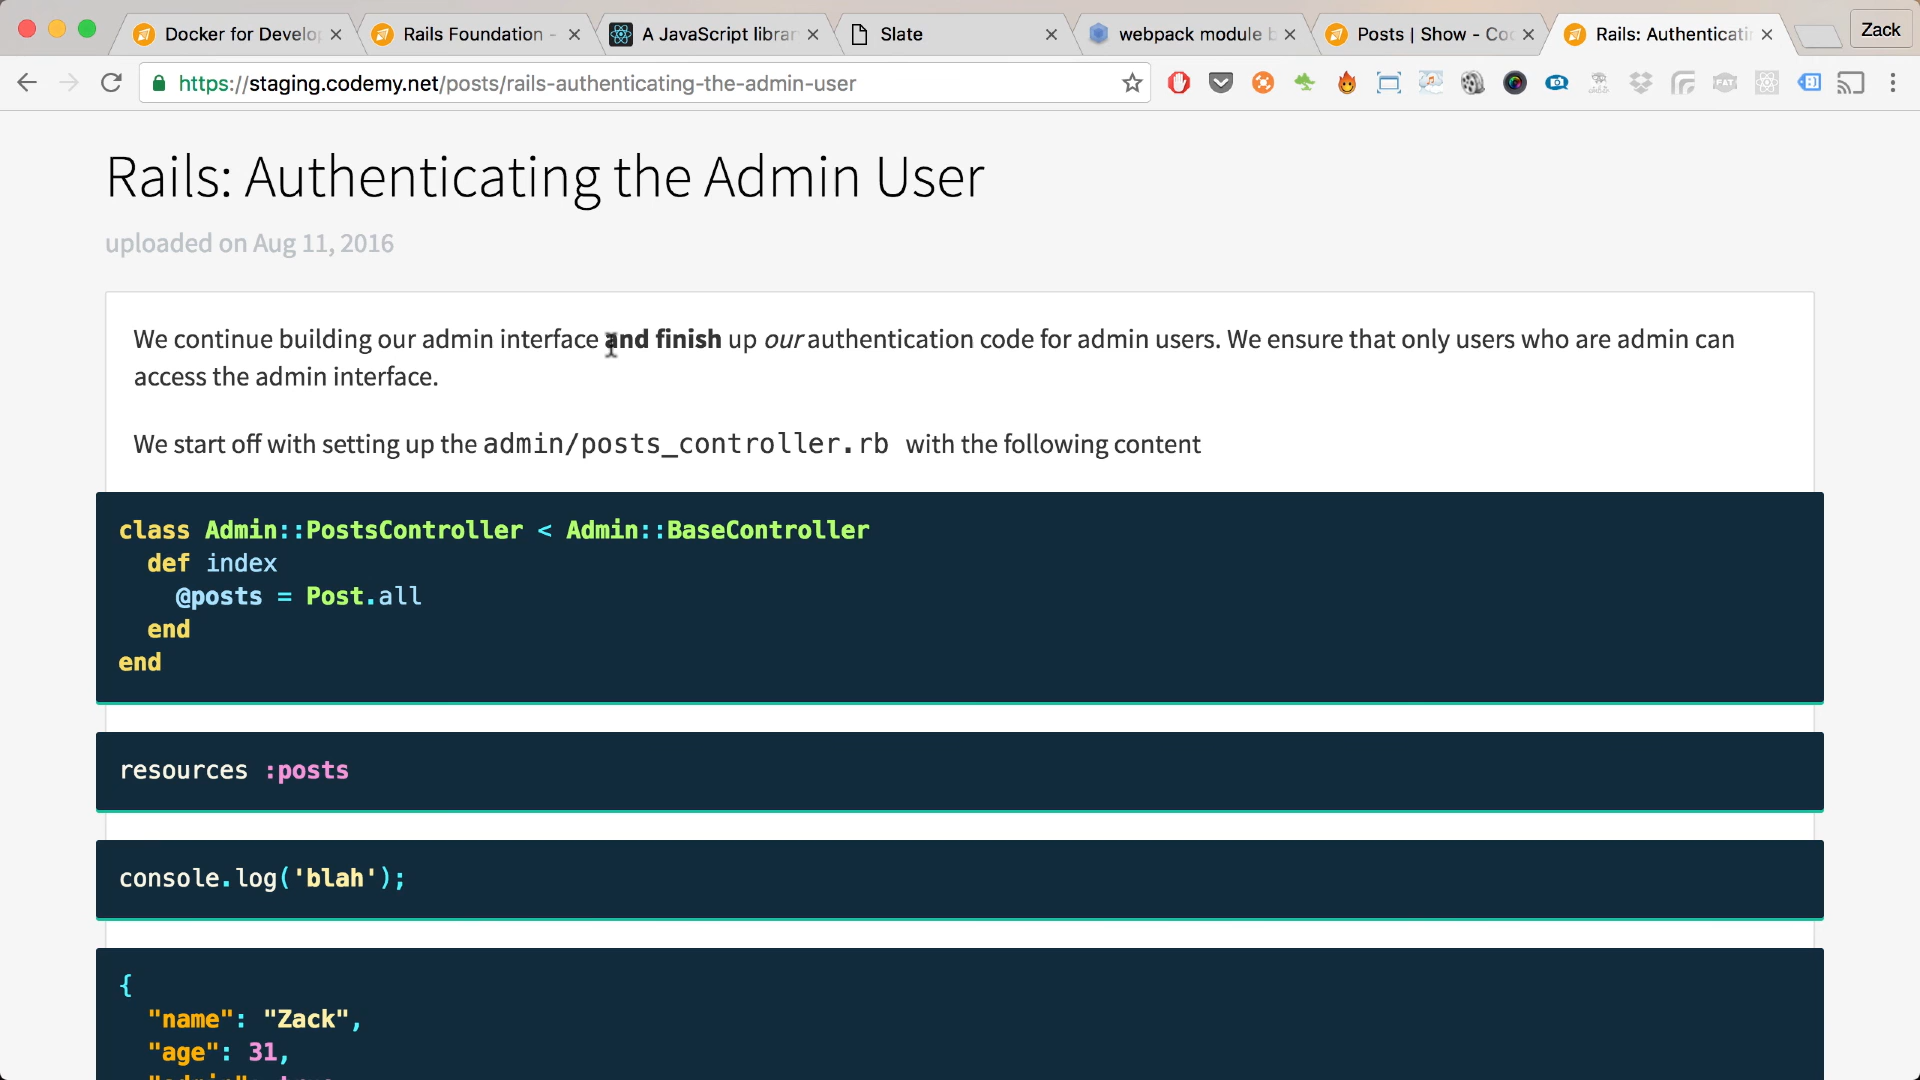 Docker for Develo
Rails Foundation -
A JavaScript librar
Slate
webpack module b
Posts | Show - Co
Rails: Authenticati
Zack
https://staging.codemy.net/posts/rails-authenticating-the-admin-user
Rails: Authenticating the Admin User
uploaded on Aug 11, 2016
We continue building our admin interface and finish up our authentication code for admin users. We ensure that only users who are admin can
access the admin interface.
We start off with setting up the admin/posts_controller.rb with the following content
class Admin::PostsController < Admin::BaseController
def index
@posts = Post.all
end
end
resources :posts
console.log('blah');
{
"name": "Zack",
"age": 31,